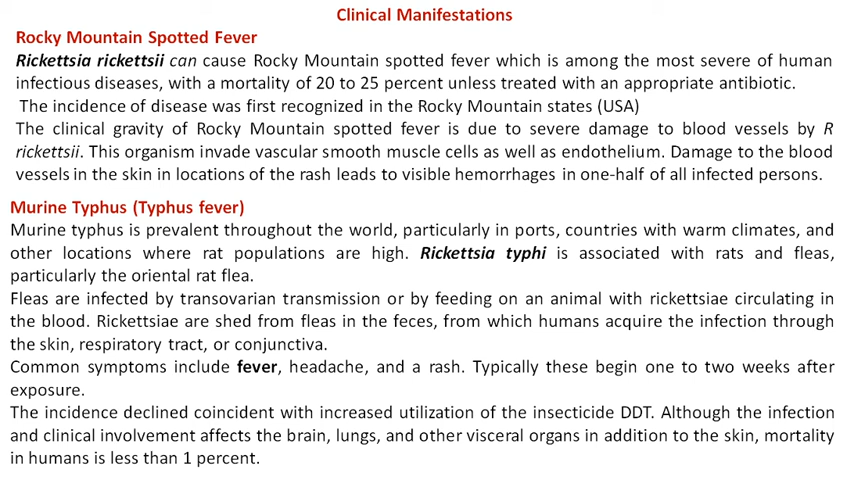 Clinical Manifestations
Rocky Mountain Spotted Fever
Rickettsia rickettsii can cause Rocky Mountain spotted fever which is among the most severe of human
infectious diseases, with a mortality of 20 to 25 percent unless treated with an appropriate antibiotic.
The incidence of disease was first recognized in the Rocky Mountain states (USA)
The clinical gravity of Rocky Mountain spotted fever is due to severe damage to blood vessels by R
rickettsii. This organism invade vascular smooth muscle cells as well as endothelium. Damage to the blood
vessels in the skin in locations of the rash leads to visible hemorrhages in one-half of all infected persons.
Murine Typhus (Typhus fever)
Murine typhus is prevalent throughout the world, particularly in ports, countries with warm climates, and
other locations where rat populations are high. Rickettsia typhi is associated with rats and fleas,
particularly the oriental rat flea.
Fleas are infected by transovarian transmission or by feeding on an animal with rickettsiae circulating in
the blood. Rickettsiae are shed from fleas in the feces, from which humans acquire the infection through
the skin, respiratory tract, or conjunctiva.
Common symptoms include fever, headache, and a rash. Typically these begin one to two weeks after
exposure.
The incidence declined coincident with increased utilization of the insecticide DDT. Although the infection
and clinical involvement affects the brain, lungs, and other visceral organs in addition to the skin, mortality
in humans is less than 1 percent.